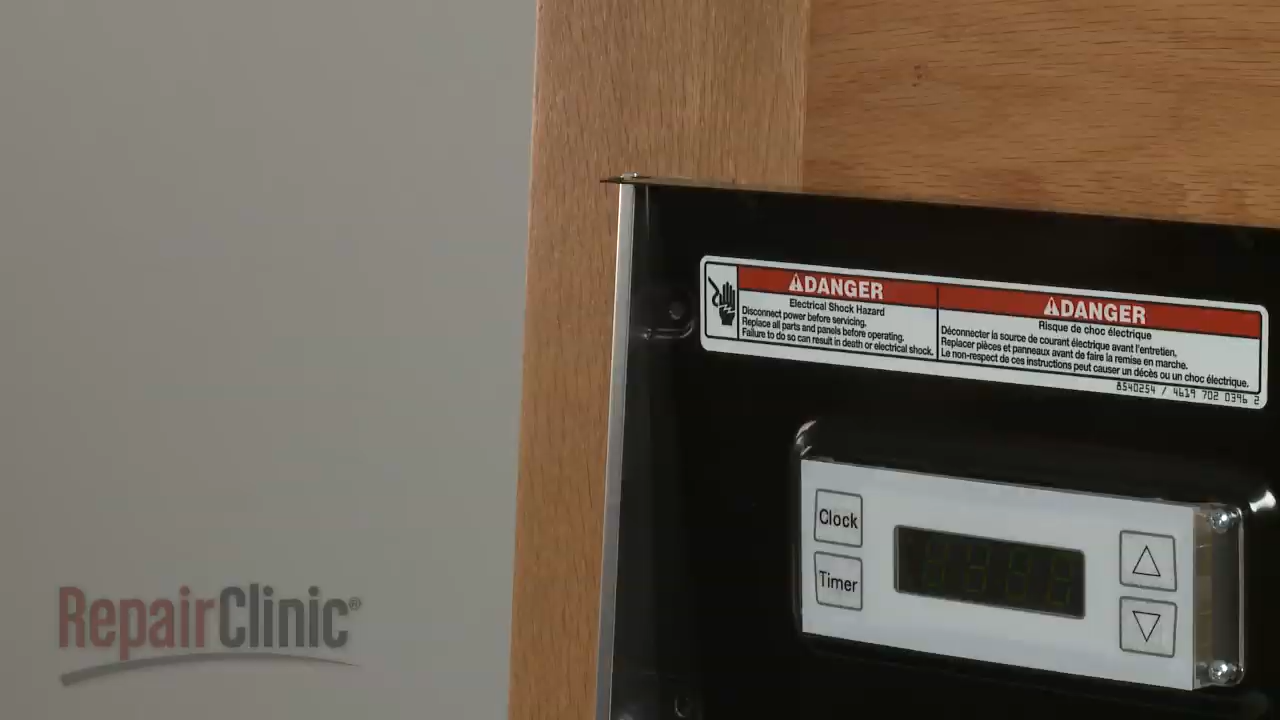 DANGER
Electrical Shock Hazard
Disconnect power before servicing.
Replace all parts and panels before operating.
Failure to do so can result in death or electrical shock.
DANGER
Risque de choc électrique
Déconnecter la source de courant électrique avant l'entretien.
Replacer pièces et panneaux avant de faire la remise en marche.
Le non-respect de ces instructions peut causer un décès ou un choc électrique.
8540254 / 4619 702 0396 2
Clock
Timer
RepairClinic®